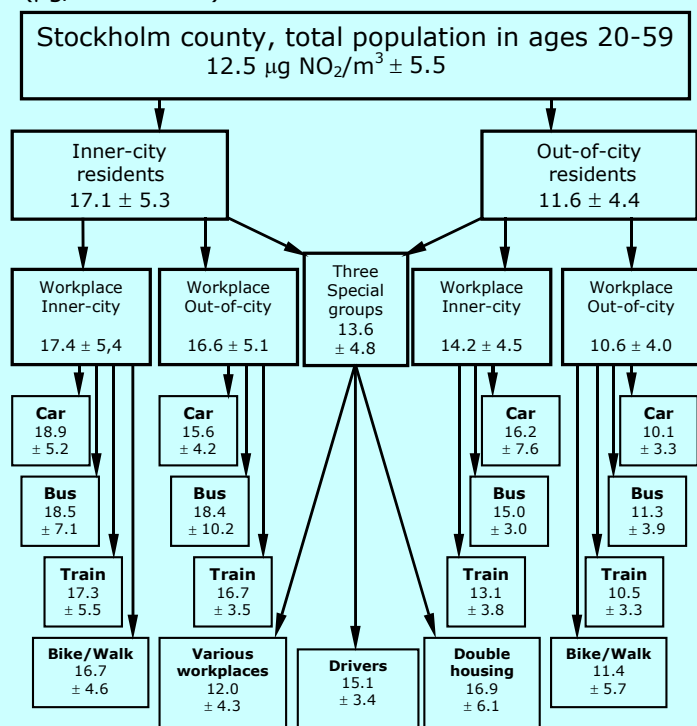 Stockholm county, total population in ages 20-59
12.5 µg NO₂/m³ ± 5.5
Inner-city
residents
17.1 ± 5.3
Out-of-city
residents
11.6 ± 4.4
Workplace
Inner-city
17.4 ± 5,4
Workplace
Out-of-city
16.6 ± 5.1
Three
Special
groups
13.6
± 4.8
Workplace
Inner-city
14.2 ± 4.5
Workplace
Out-of-city
10.6 ± 4.0
Car
18.9
± 5.2
Car
15.6
± 4.2
Car
16.2
± 7.6
Car
10.1
± 3.3
Bus
18.5
± 7.1
Bus
18.4
± 10.2
Bus
15.0
± 3.0
Bus
11.3
± 3.9
Train
17.3
± 5.5
Train
16.7
± 3.5
Train
13.1
± 3.8
Train
10.5
± 3.3
Bike/Walk
16.7
± 4.6
Various
workplaces
12.0
± 4.3
Drivers
15.1
± 3.4
Double
housing
16.9
± 6.1
Bike/Walk
11.4
± 5.7